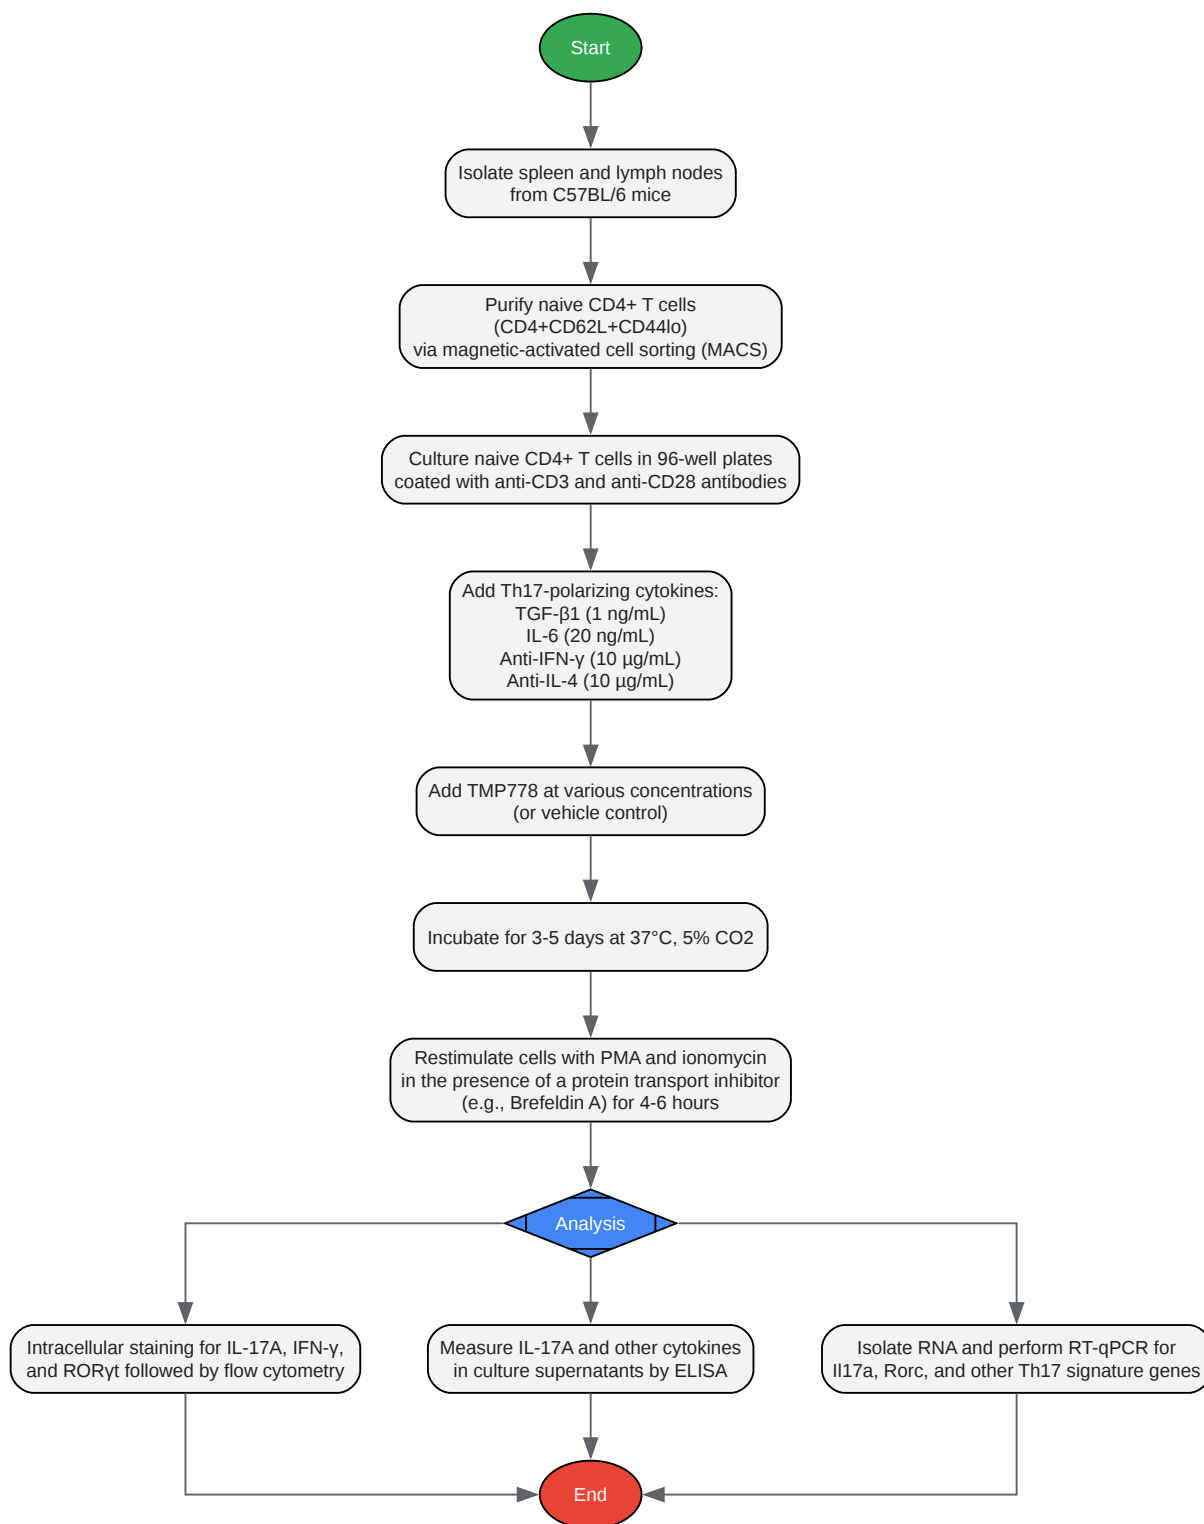 Start
Isolate spleen and lymph nodes
from C57BL/6 mice
Purify naive CD4+ T cells
(CD4+CD62L+CD44lo)
via magnetic-activated cell sorting (MACS)
Culture naive CD4+ T cells in 96-well plates
coated with anti-CD3 and anti-CD28 antibodies
Add Th17-polarizing cytokines:
TGF-β1 (1 ng/mL)
IL-6 (20 ng/mL)
Anti-IFN-γ (10 µg/mL)
Anti-IL-4 (10 µg/mL)
Add TMP778 at various concentrations
(or vehicle control)
Incubate for 3-5 days at 37°C, 5% CO2
Restimulate cells with PMA and ionomycin
in the presence of a protein transport inhibitor
(e.g., Brefeldin A) for 4-6 hours
Analysis
Intracellular staining for IL-17A, IFN-γ,
and RORγt followed by flow cytometry
Measure IL-17A and other cytokines
in culture supernatants by ELISA
Isolate RNA and perform RT-qPCR for
Il17a, Rorc, and other Th17 signature genes
End